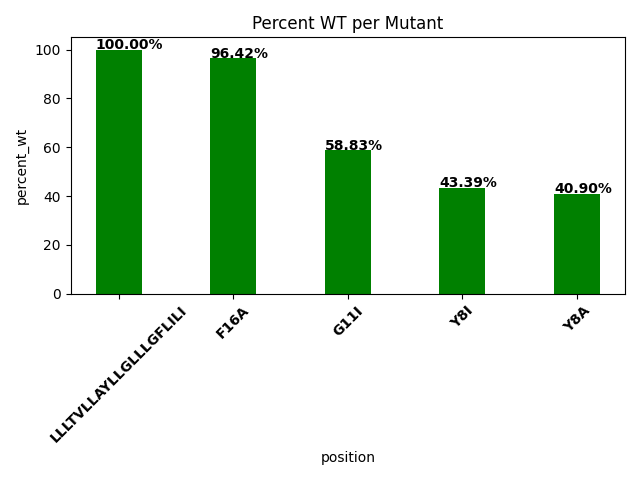 Percent WT per Mutant
percent_wt
100
80
60
40
20
0
100.00%
96.42%
58.83%
43.39%
40.90%
LLLTVLLAYLLGLLLGFLILI
F16A
G11I
Y8I
Y8A
position